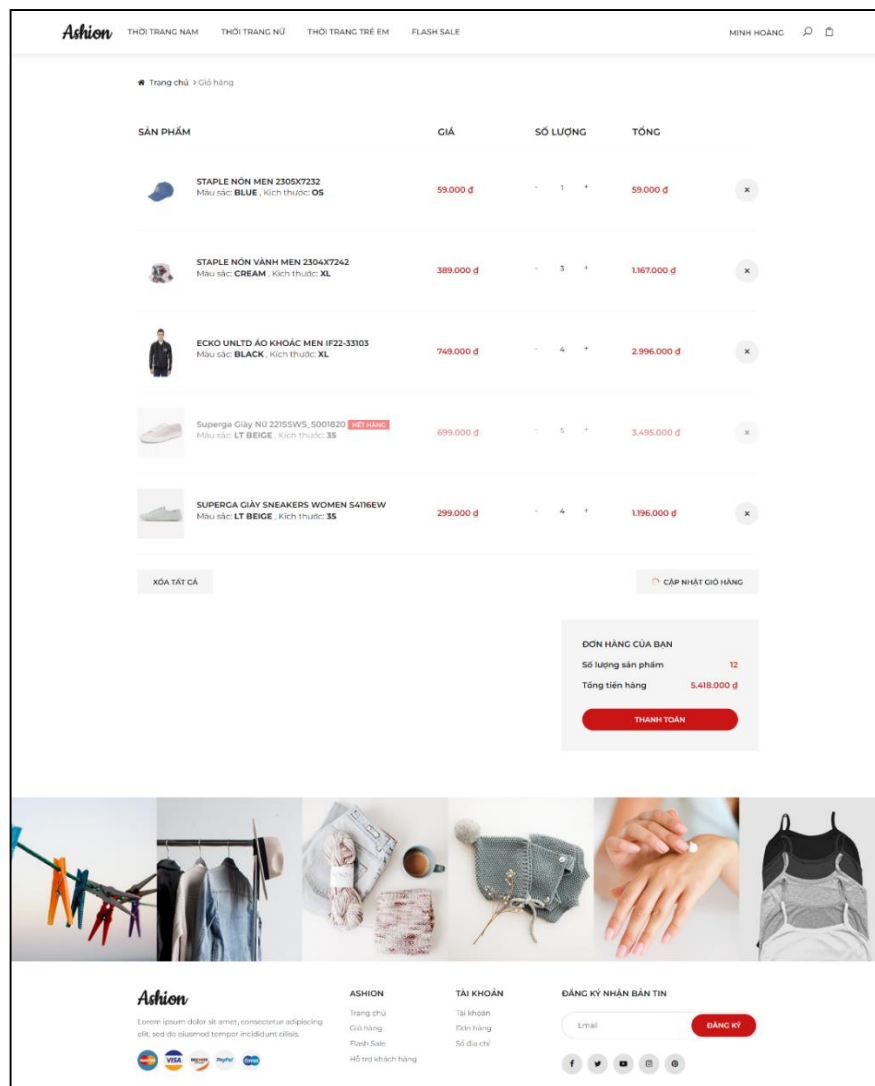 Ashion THỜI TRANG NAM THỜI TRANG NỮ THỜI TRANG TRẺ EM FLASH SALE MINH HOÀNG
Trang chủ > Giỏ hàng
SẢN PHẨM GIÁ SỐ LƯỢNG TỔNG
STAPLE NÓN MEN 2305X7232
Màu sắc: BLUE , Kích thước: OS
59.000 ₫ - 1 + 59.000 ₫ ×
STAPLE NÓN VÀNH MEN 2304X7242
Màu sắc: CREAM , Kích thước: XL
389.000 ₫ - 3 + 1.167.000 ₫ ×
ECKO UNLTD ÁO KHOÁC MEN IF22-33103
Màu sắc: BLACK , Kích thước: XL
749.000 ₫ - 4 + 2.996.000 ₫ ×
Superga Giày Nữ 221SSWS_S001820 HẾT HÀNG
Màu sắc: LT BEIGE , Kích thước: 35
699.000 ₫ - 5 + 3.495.000 ₫ ×
SUPERGA GIÀY SNEAKERS WOMEN S4116EW
Màu sắc: LT BEIGE , Kích thước: 35
299.000 ₫ - 4 + 1.196.000 ₫ ×
XÓA TẤT CẢ CẬP NHẬT GIỎ HÀNG
ĐƠN HÀNG CỦA BẠN
Số lượng sản phẩm 12
Tổng tiền hàng 5.418.000 ₫
THANH TOÁN
Ashion
Lorem ipsum dolor sit amet, consectetur adipiscing
elit, sed do eiusmod tempor incididunt cilisis.
VISA PayPal
ASHION
Trang chủ
Giỏ hàng
Flash Sale
Hỗ trợ khách hàng
TÀI KHOẢN
Tài khoản
Đơn hàng
Sổ địa chỉ
ĐĂNG KÝ NHẬN BẢN TIN
Email ĐĂNG KÝ